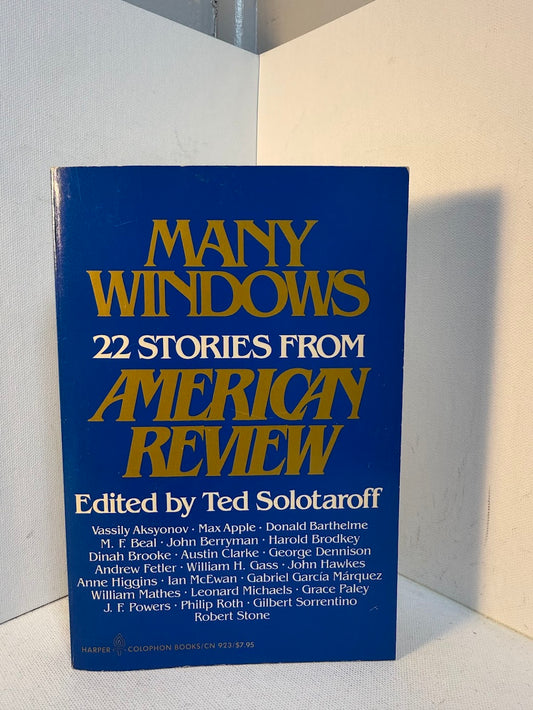 MANY
WINDOWS
22 STORIES FROM
AMERICAN
REVIEW
Edited by Ted Solotaroff
Vassily Aksyonov · Max Apple · Donald Barthelme
M. F. Beal · John Berryman · Harold Brodkey
Dinah Brooke · Austin Clarke · George Dennison
Andrew Fetler · William H. Gass · John Hawkes
Anne Higgins · Ian McEwan · Gabriel García Márquez
William Mathes · Leonard Michaels · Grace Paley
J. F. Powers · Philip Roth · Gilbert Sorrentino
Robert Stone
HARPER COLOPHON BOOKS/CN 923/$7.95